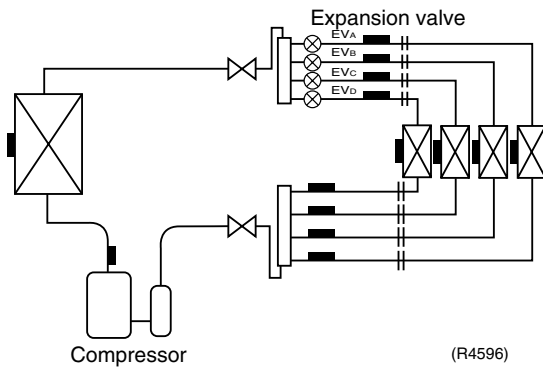 Expansion valve
EVA
EVB
EVC
EVD
Compressor
(R4596)